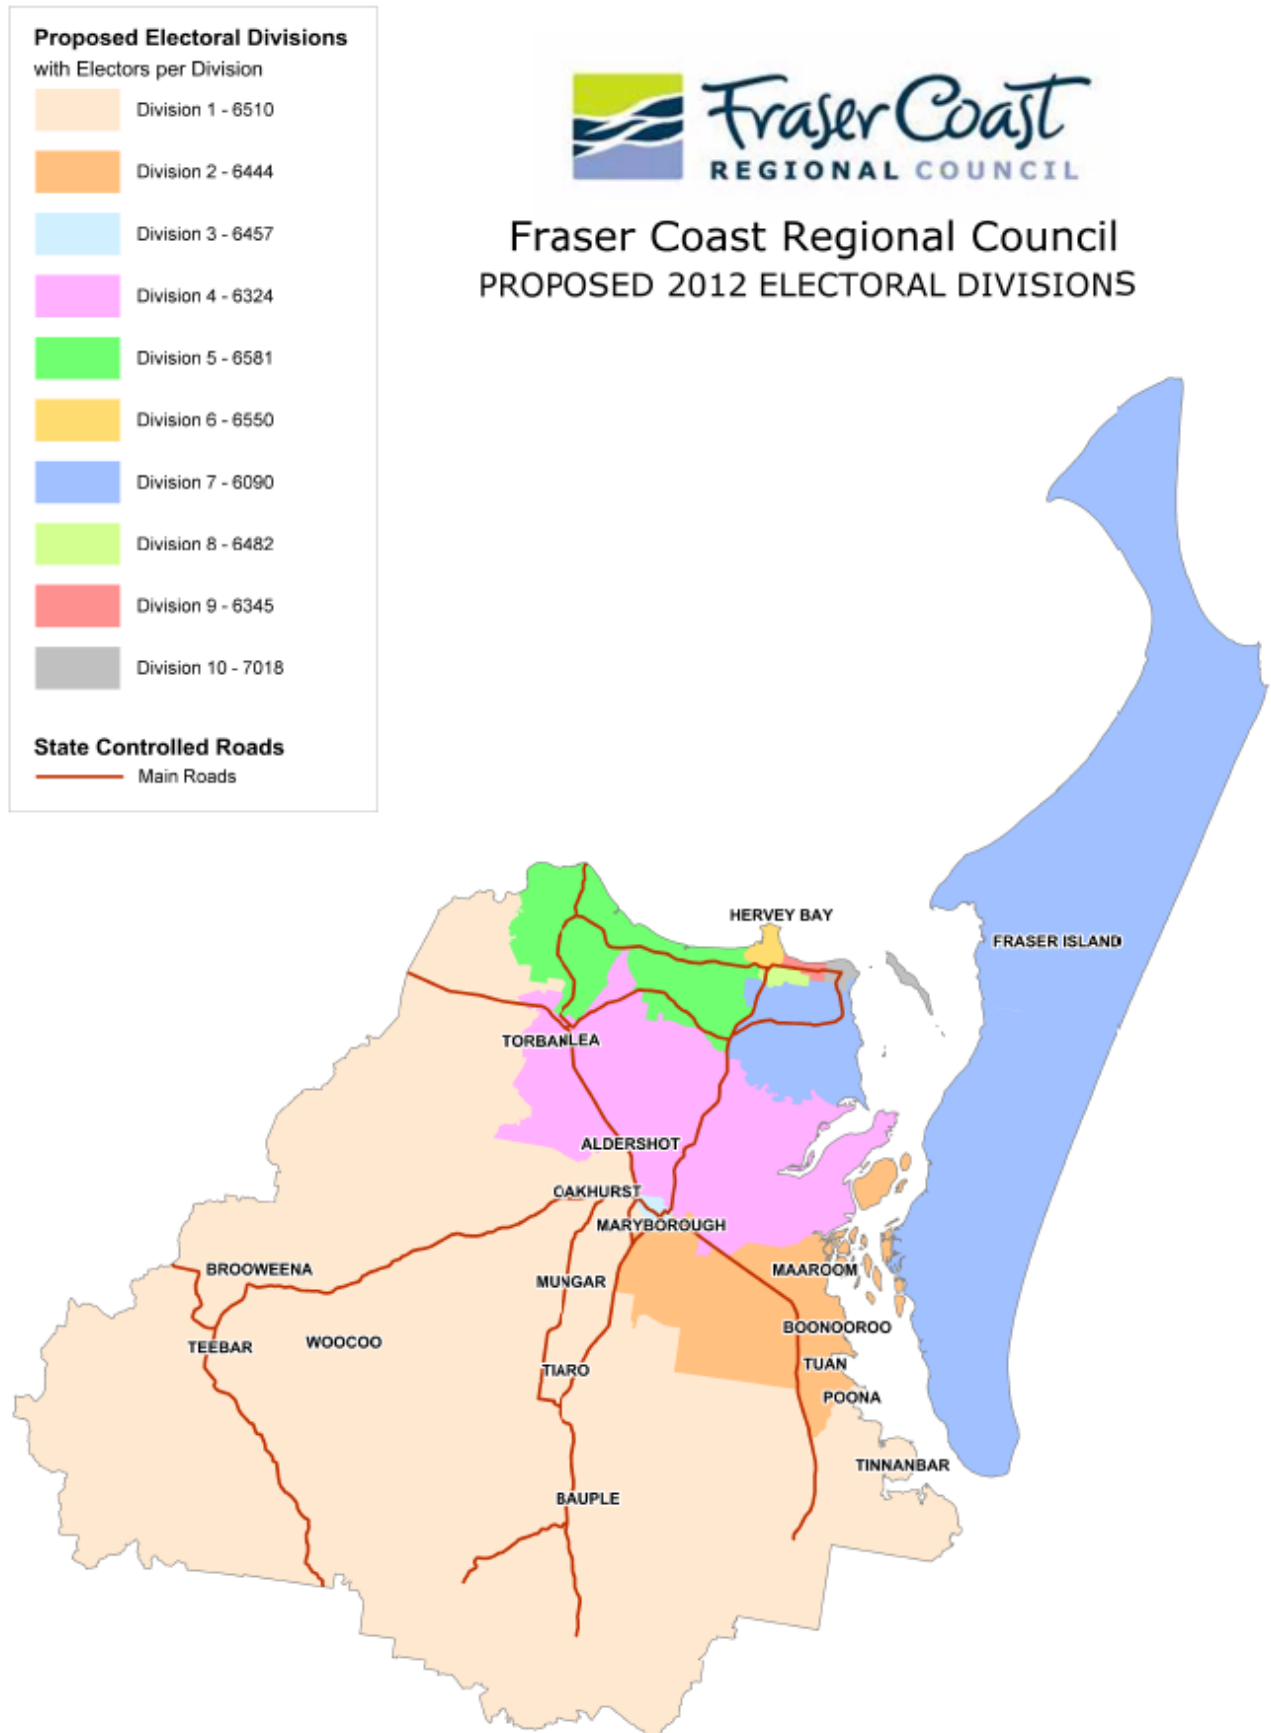 Proposed Electoral Divisions
with Electors per Division
Division 1 - 6510
Division 2 - 6444
Division 3 - 6457
Division 4 - 6324
Division 5 - 6581
Division 6 - 6550
Division 7 - 6090
Division 8 - 6482
Division 9 - 6345
Division 10 - 7018
State Controlled Roads
Main Roads
Fraser Coast
REGIONAL COUNCIL
Fraser Coast Regional Council
PROPOSED 2012 ELECTORAL DIVISIONS
HERVEY BAY
FRASER ISLAND
TORBANLEA
ALDERSHOT
OAKHURST
MARYBOROUGH
BROOWEENA
MUNGAR
MAAROOM
TEEBAR
WOOCOO
BOONOOROO
TIARO
TUAN
POONA
TINNANBAR
BAUPLE